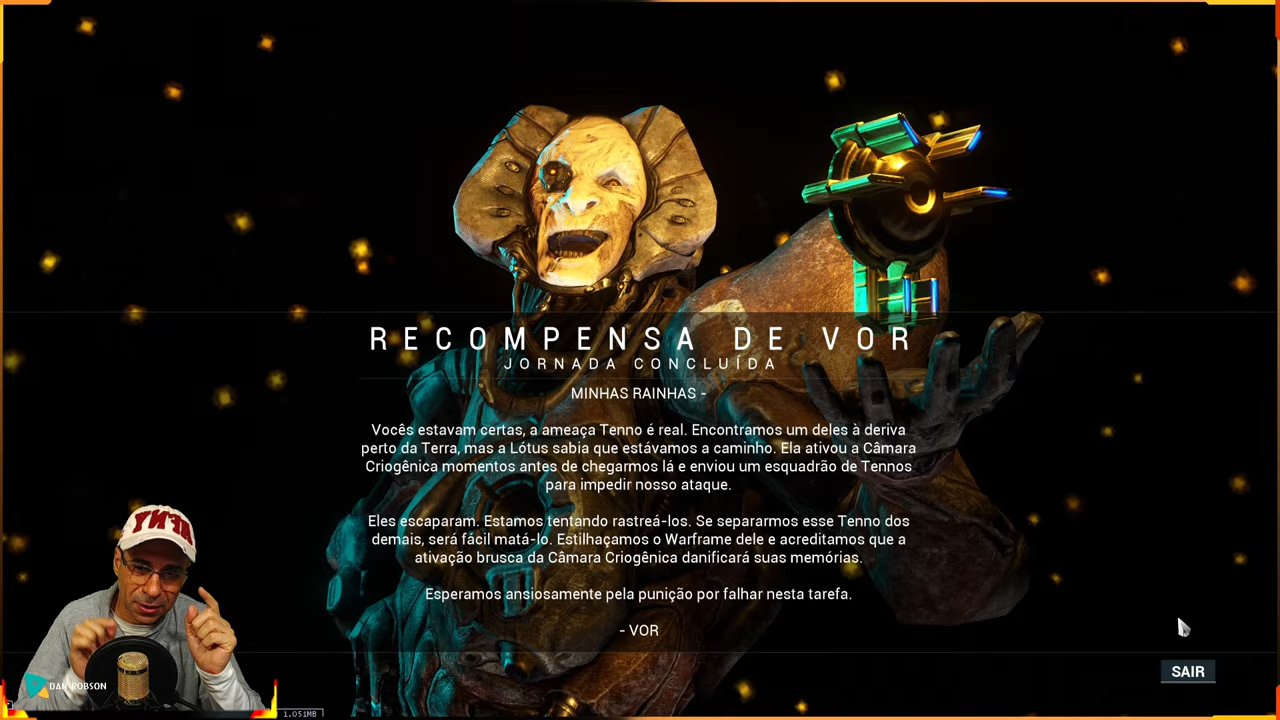 RECOMPENSA DE VOR
JORNADA CONCLUÍDA
MINHAS RAINHAS -
Vocês estavam certas, a ameaça Tenno é real. Encontramos um deles à deriva
perto da Terra, mas a Lótus sabia que estávamos a caminho. Ela ativou a Câmara
Criogênica momentos antes de chegarmos lá e enviou um esquadrão de Tennos
para impedir nosso ataque.
Eles escaparam. Estamos tentando rastreá-los. Se separarmos esse Tenno dos
demais, será fácil matá-lo. Estilhaçamos o Warframe dele e acreditamos que a
ativação brusca da Câmara Criogênica danificará suas memórias.
Esperamos ansiosamente pela punição por falhar nesta tarefa.
- VOR
SAIR
DAN ROBSON
1.051MB